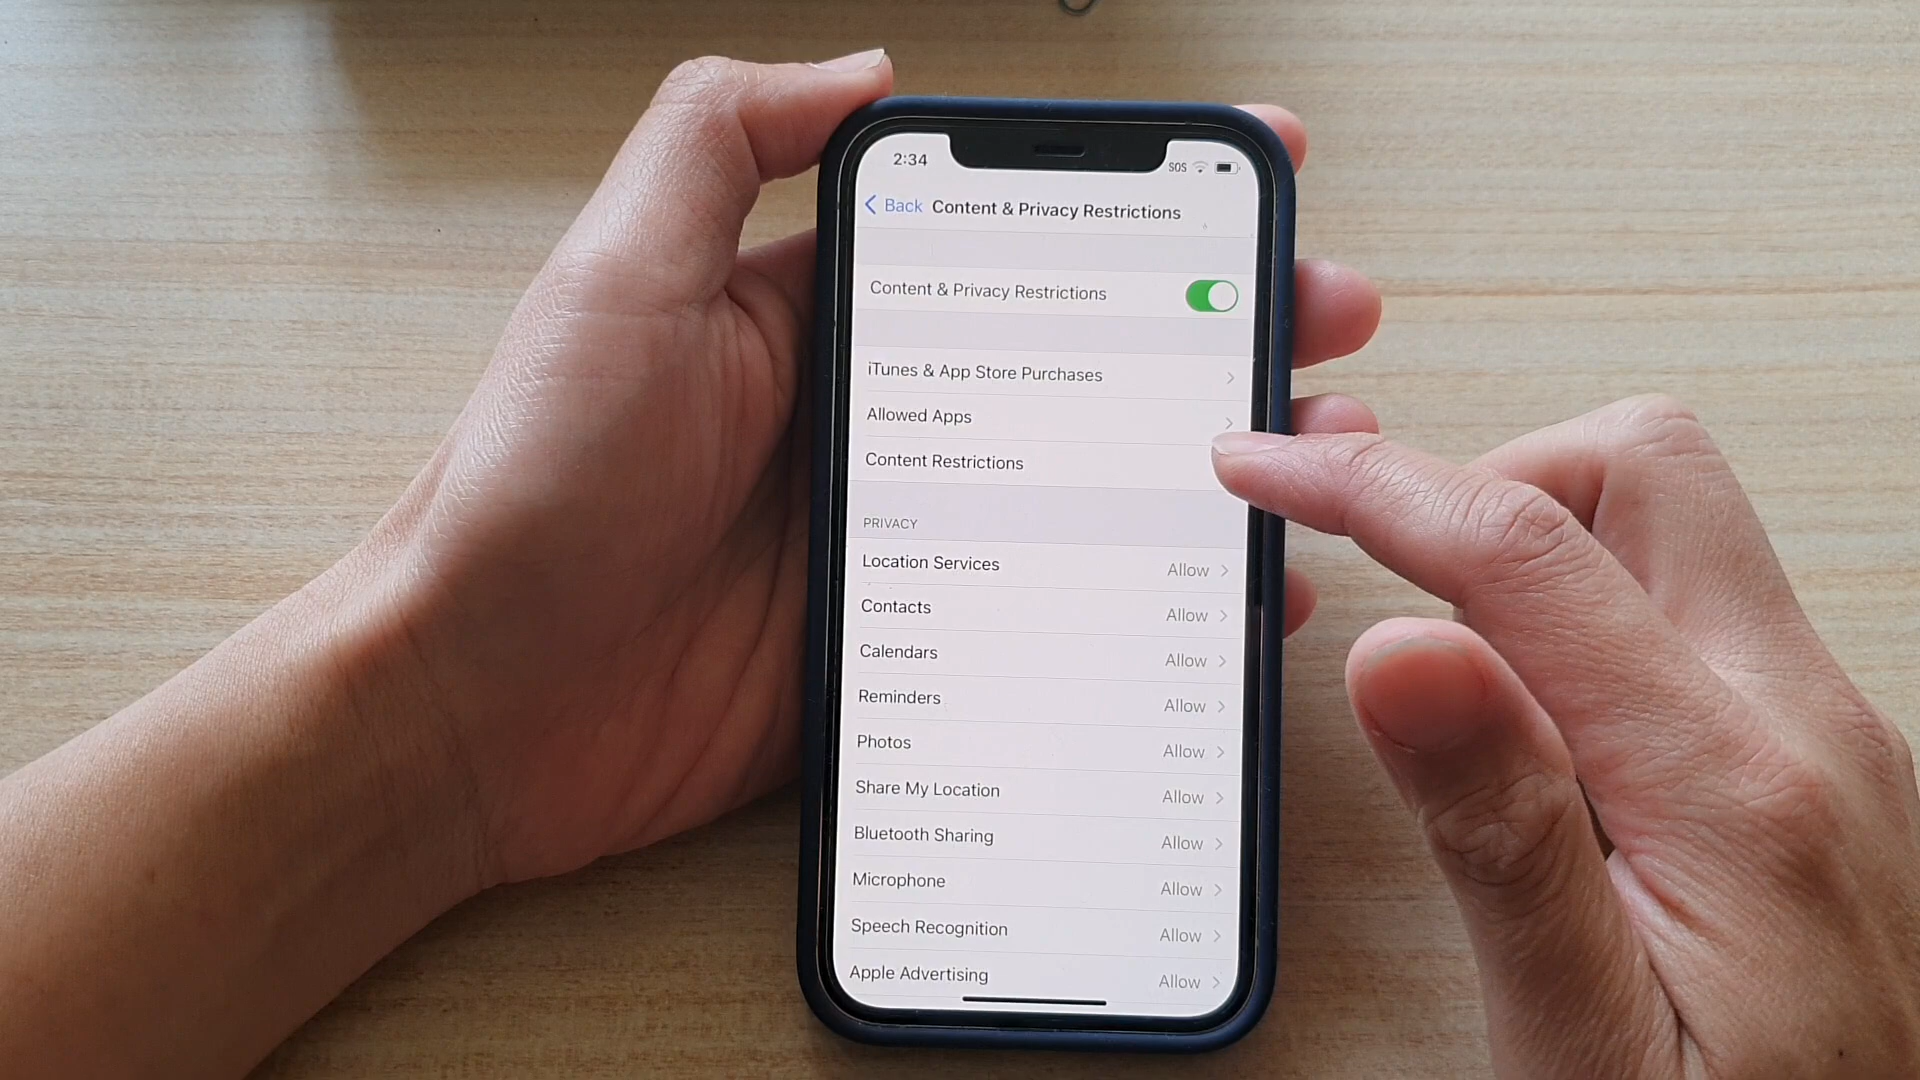 2:34
SOS
Back Content & Privacy Restrictions
Content & Privacy Restrictions
iTunes & App Store Purchases
Allowed Apps
Content Restrictions
PRIVACY
Location Services Allow
Contacts Allow
Calendars Allow
Reminders Allow
Photos Allow
Share My Location Allow
Bluetooth Sharing Allow
Microphone Allow
Speech Recognition Allow
Apple Advertising Allow